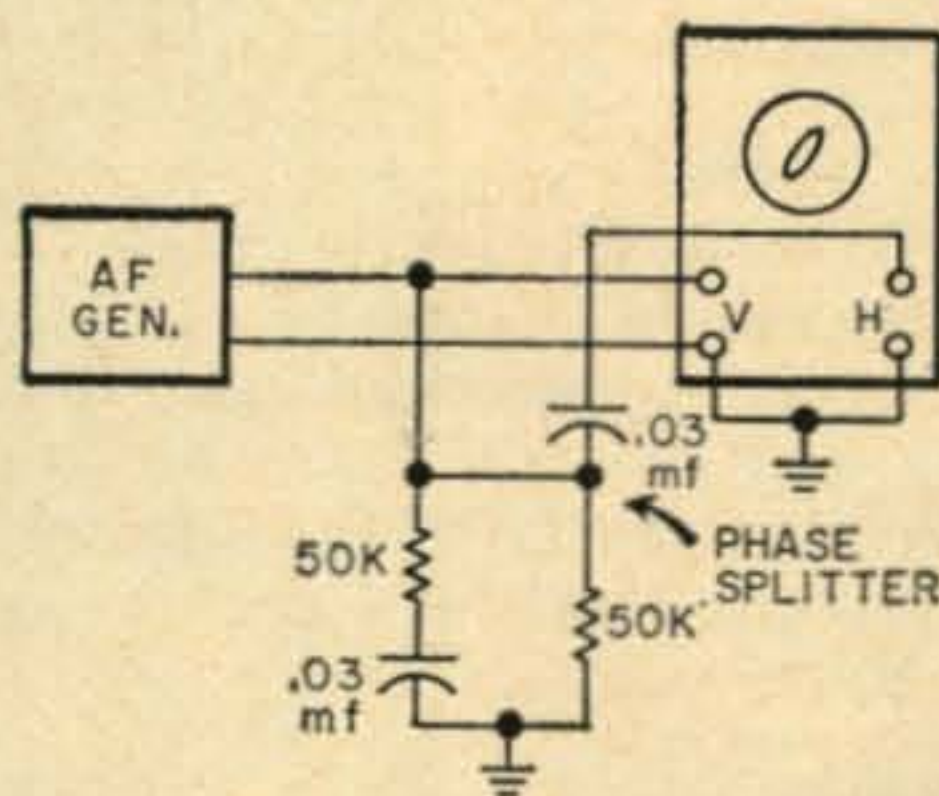 AF
GEN.
V
H
.03
mf
50K
PHASE
SPLITTER
50K
.03
mf